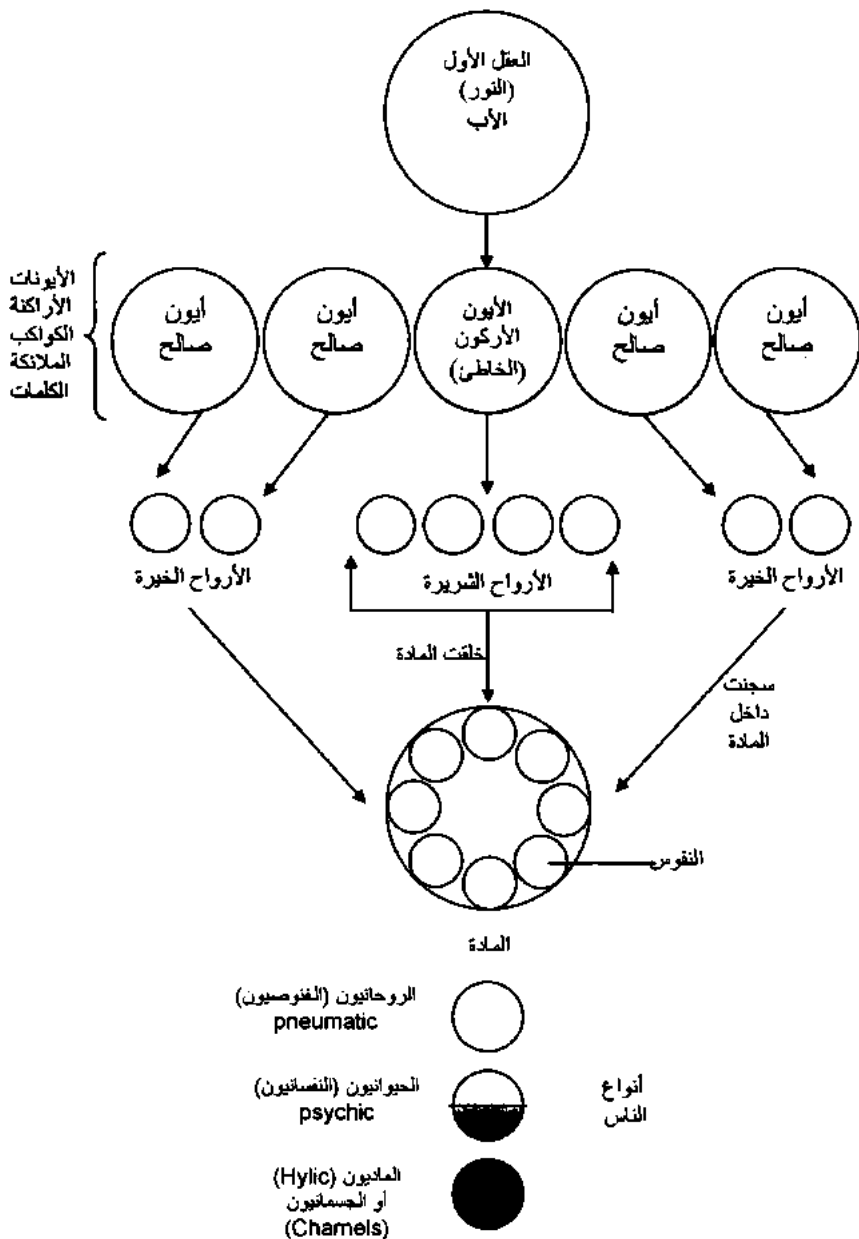 العقل الأول
(النور)
الأب
الأيونات
الأراكنة
الكواكب
الملائكة
الكلمات
أيون
صالح
أيون
صالح
الأيون
الأركون
(الخاطئ)
أيون
صالح
أيون
صالح
الأرواح الخيرة
الأرواح الشريرة
الأرواح الخيرة
خلقت المادة
سجنت
داخل
المادة
النفوس
المادة
الروحانيون (الغنوصيون)
pneumatic
الحيوانيون (النفسانيون)
psychic
أنواع
الناس
الماديون (Hylic)
أو الجسمانيون
(Chamels)